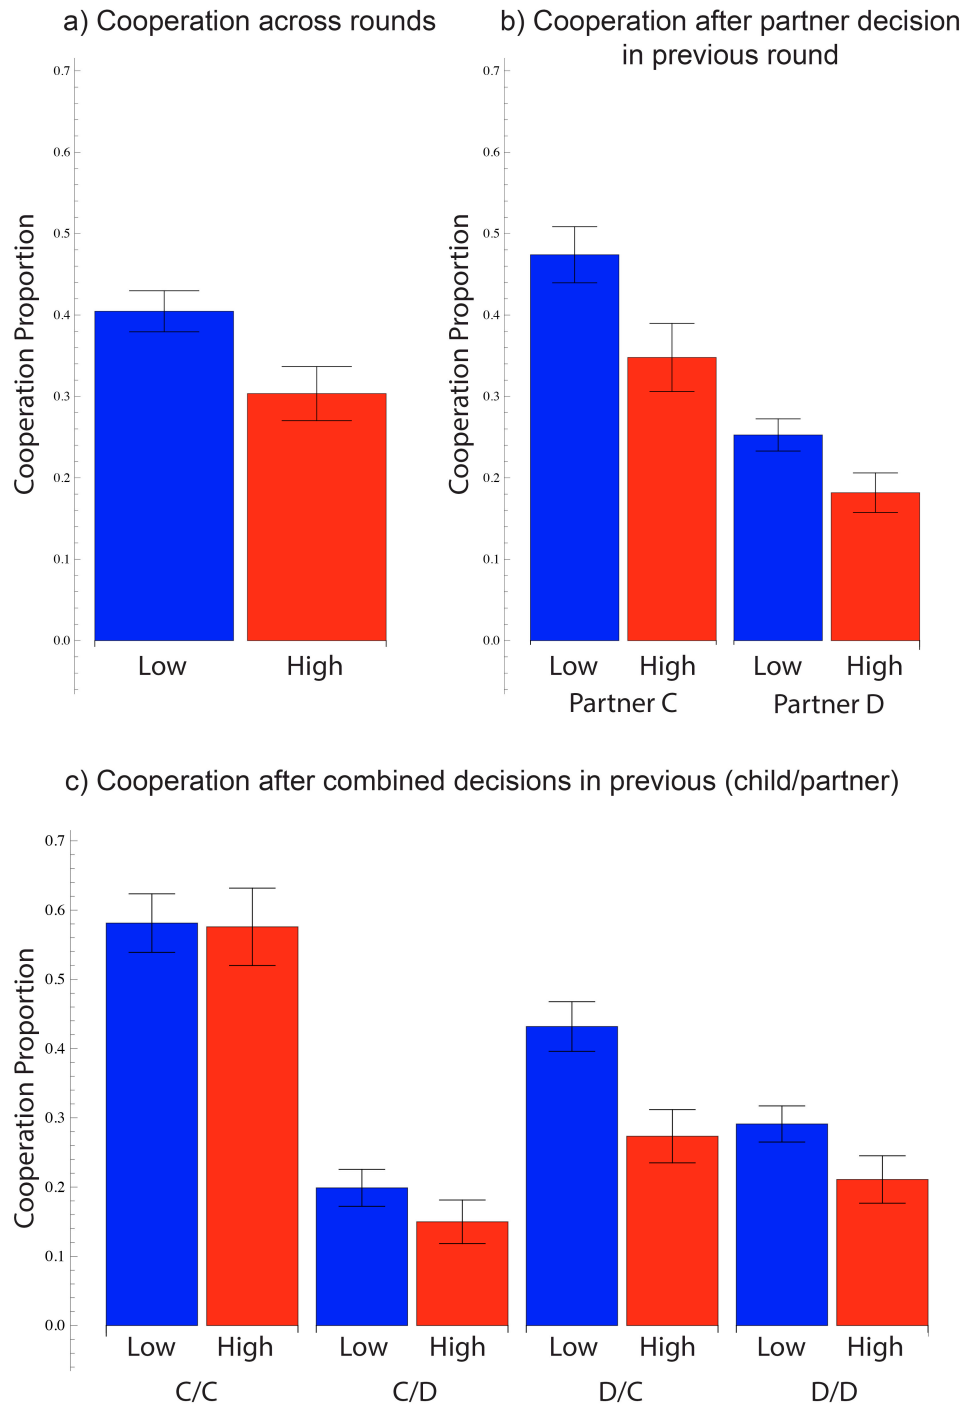 a) Cooperation across rounds
Cooperation Proportion
0.7
0.6
0.5
0.4
0.3
0.2
0.1
0.0
Low High
b) Cooperation after partner decision
in previous round
Cooperation Proportion
0.7
0.6
0.5
0.4
0.3
0.2
0.1
0.0
Low High Low High
Partner C Partner D
c) Cooperation after combined decisions in previous (child/partner)
Cooperation Proportion
0.7
0.6
0.5
0.4
0.3
0.2
0.1
0.0
Low High Low High Low High Low High
C/C C/D D/C D/D